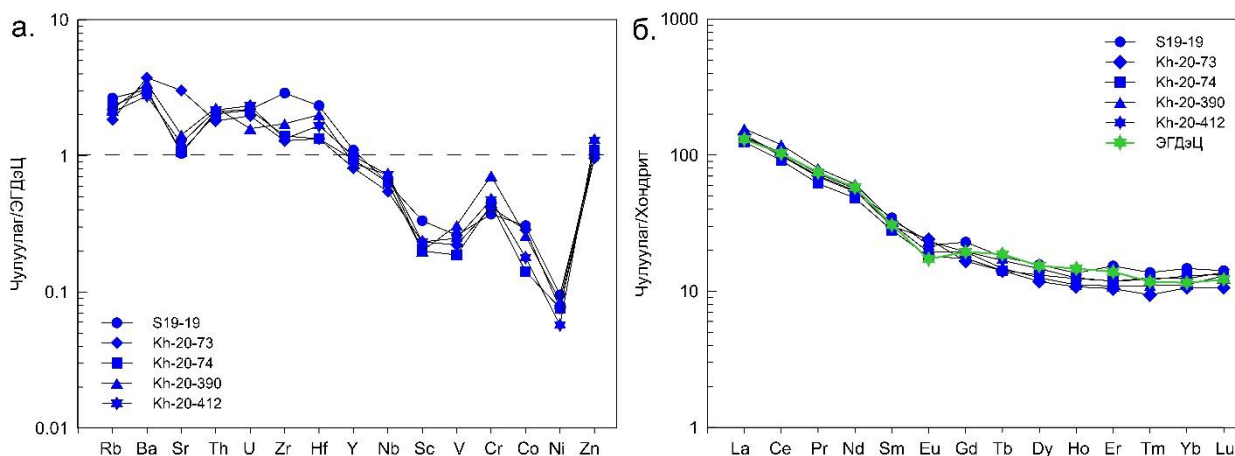 а.
Чулуулаг/ЭГДэЦ
10
1
0.1
0.01
S19-19
Kh-20-73
Kh-20-74
Kh-20-390
Kh-20-412
Rb Ba Sr Th U Zr Hf Y Nb Sc V Cr Co Ni Zn
б.
Чулуулаг/Хондрит
1000
100
10
1
S19-19
Kh-20-73
Kh-20-74
Kh-20-390
Kh-20-412
ЭГДэЦ
La Ce Pr Nd Sm Eu Gd Tb Dy Ho Er Tm Yb Lu